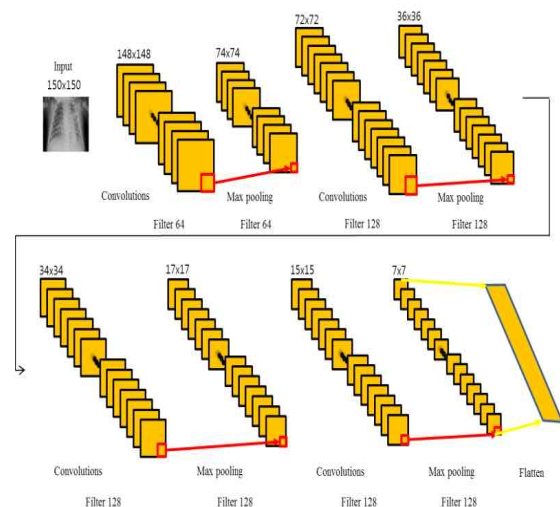 Input
150x150
148x148
74x74
72x72
36x36
Convolutions
Max pooling
Convolutions
Max pooling
Filter 64
Filter 64
Filter 128
Filter 128
34x34
17x17
15x15
7x7
Convolutions
Max pooling
Convolutions
Max pooling
Flatten
Filter 128
Filter 128
Filter 128
Filter 128